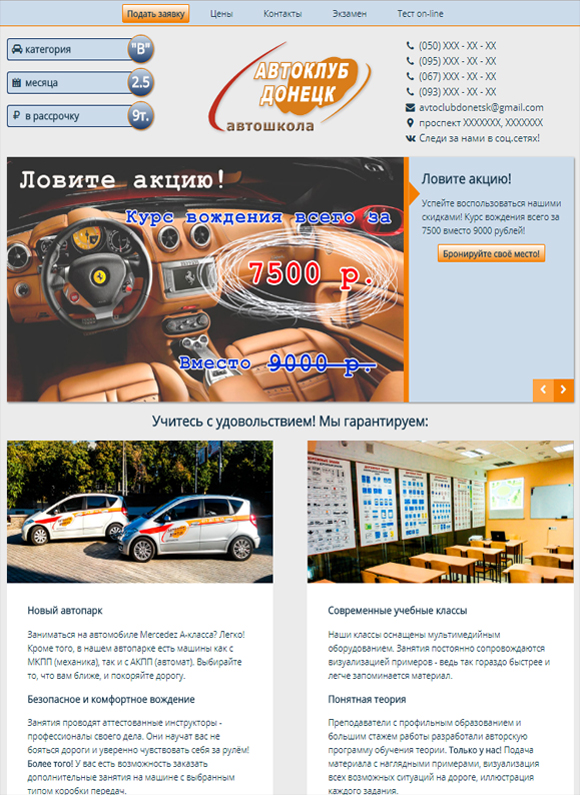 Подать заявку Цены Контакты Экзамен Тест on-line
категория "B"
месяца 2.5
в рассрочку 9т.
АВТОКЛУБ
ДОНЕЦК
автошкола
(050) XXX - XX - XX
(095) XXX - XX - XX
(067) XXX - XX - XX
(093) XXX - XX - XX
avtoclubdonetsk@gmail.com
проспект XXXXXXX, XXXXXXX
Следи за нами в соц.сетях!
Ловите акцию!
Курс вождения всего за
7500 р.
Вместо 9000 р.
Ловите акцию!
Успейте воспользоваться нашими
скидками! Курс вождения всего за
7500 вместо 9000 рублей!
Бронируйте своё место!
Учитесь с удовольствием! Мы гарантируем:
Новый автопарк
Заниматься на автомобиле Mercedez А-класса? Легко!
Кроме того, в нашем автопарке есть машины как с
МКПП (механика), так и с АКПП (автомат). Выбирайте
то, что вам ближе, и покоряйте дорогу.
Безопасное и комфортное вождение
Занятия проводят аттестованные инструкторы -
профессионалы своего дела. Они научат вас не
бояться дороги и уверенно чувствовать себя за рулём!
Более того! У вас есть возможность заказать
дополнительные занятия на машине с выбранным
типом коробки передач.
Современные учебные классы
Наши классы оснащены мультимедийным
оборудованием. Занятия постоянно сопровождаются
визуализацией примеров - ведь так гораздо быстрее и
легче запоминается материал.
Понятная теория
Преподаватели с профильным образованием и
большим стажем работы разработали авторскую
программу обучения теории. Только у нас! Подача
материала с наглядными примерами, визуализация
всех возможных ситуаций на дороге, иллюстрация
каждого задания.